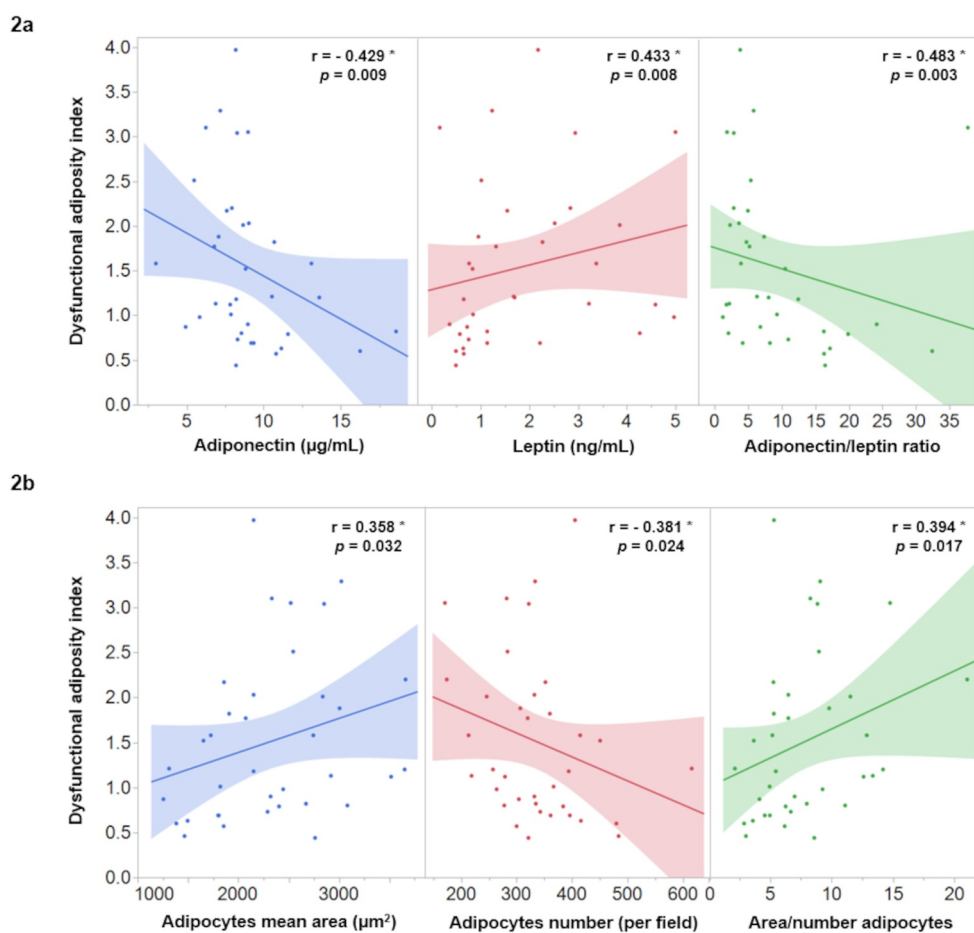 2a
r = - 0.429 *
p = 0.009
r = 0.433 *
p = 0.008
r = - 0.483 *
p = 0.003
Dysfunctional adiposity index
4.0
3.5
3.0
2.5
2.0
1.5
1.0
0.5
0.0
5 10 15
0 1 2 3 4 5
0 5 10 15 20 25 30 35
Adiponectin (µg/mL)
Leptin (ng/mL)
Adiponectin/leptin ratio
2b
r = 0.358 *
p = 0.032
r = - 0.381 *
p = 0.024
r = 0.394 *
p = 0.017
Dysfunctional adiposity index
4.0
3.5
3.0
2.5
2.0
1.5
1.0
0.5
0.0
1000 2000 3000
200 300 400 500 600
0 5 10 15 20
Adipocytes mean area (µm²)
Adipocytes number (per field)
Area/number adipocytes